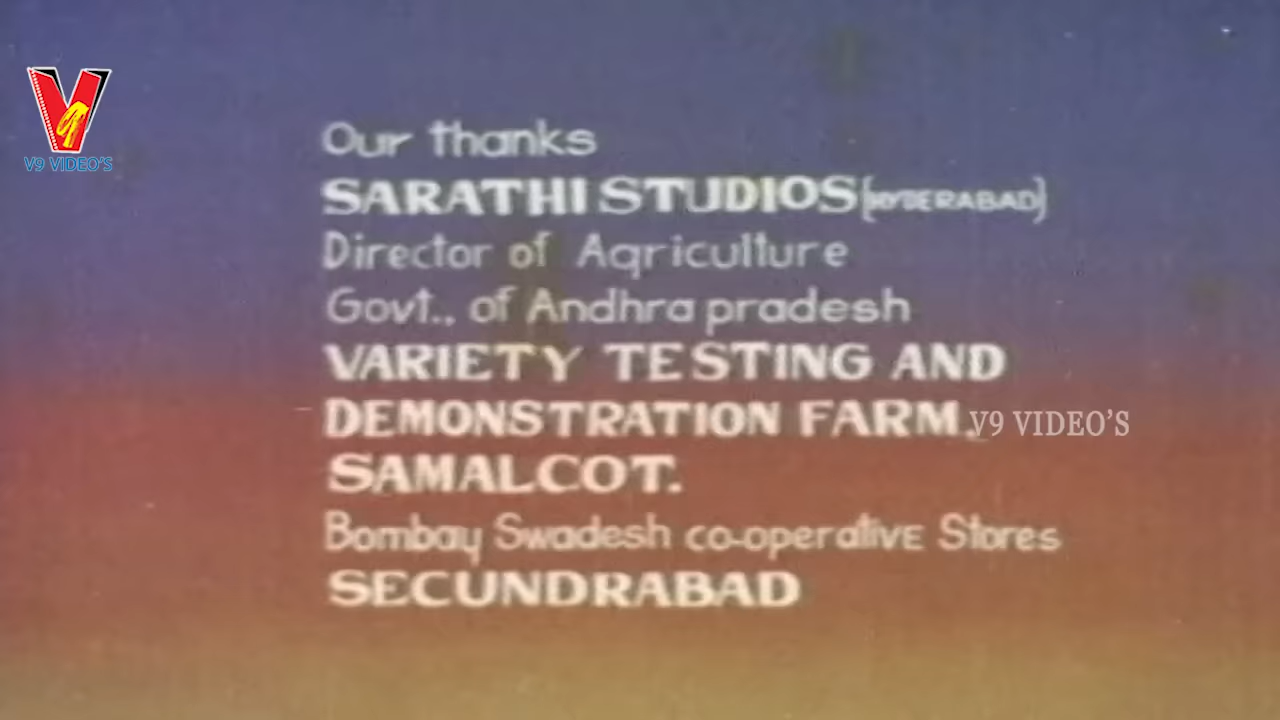 V9 VIDEO'S
Our thanks
SARATHI STUDIOS (HYDERABAD)
Director of Agriculture
Govt., of Andhra pradesh
VARIETY TESTING AND
DEMONSTRATION FARM.
V9 VIDEO'S
SAMALCOT.
Bombay Swadesh co-operative Stores
SECUNDRABAD